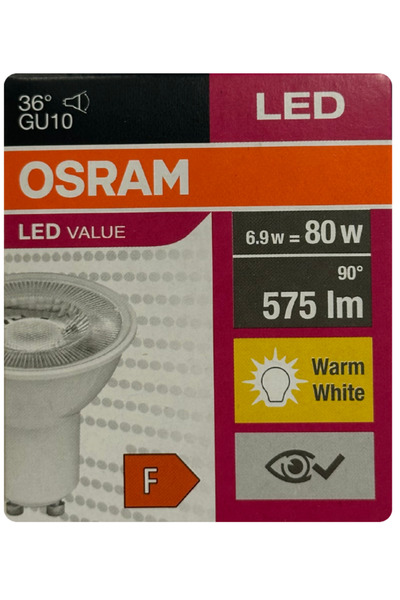 36°
GU10
LED
OSRAM
LED VALUE
6.9 w = 80 w
90°
575 lm
Warm
White
F